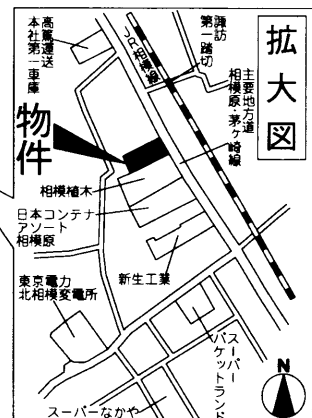 拡大図
高篤運送
本社第一車庫
JR相模線
諏訪
第一踏切
主要地方道
相模原・茅ヶ崎線
物件
相模植木
日本コンテナ
アソート
相模原
新生工業
東京電力
北相模変電所
スーパー
パケットランド
スーパーなかや
N